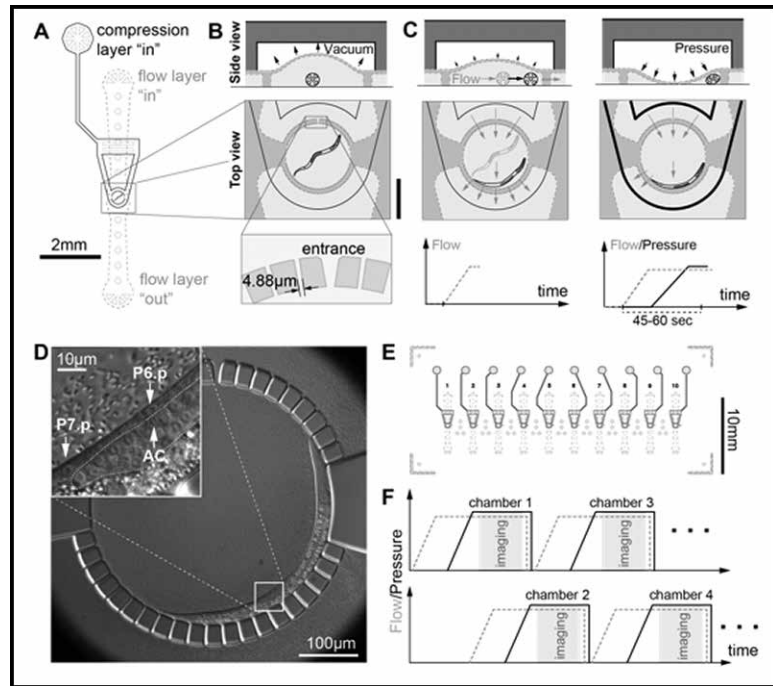 A
compression
layer "in"
flow layer
"in"
2mm
flow layer
"out"
B
Side view
Vacuum
Top view
entrance
4.88µm
C
Flow
Pressure
Flow
time
Flow/Pressure
time
45-60 sec
D
10µm
P6.p
P7.p
AC
100µm
E
1 2 3 4 5 6 7 8 9 10
10mm
F
chamber 1
chamber 3
imaging
imaging
Flow/Pressure
chamber 2
chamber 4
imaging
imaging
time